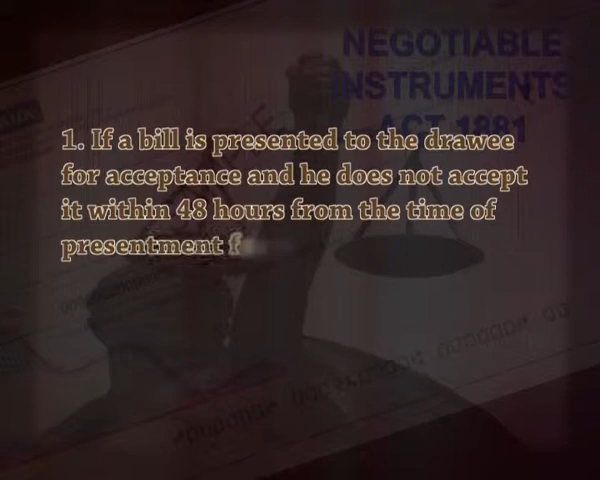 NEGOTIABLE
INSTRUMENTS
ACT 1881
1. If a bill is presented to the drawee
for acceptance and he does not accept
it within 48 hours from the time of
presentment f